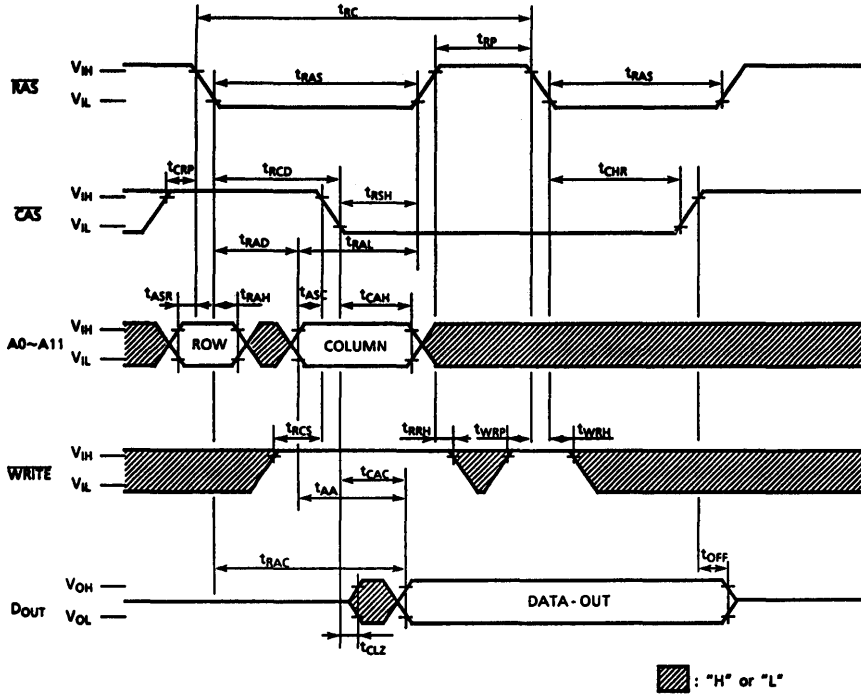 tRC
tRP
VIH
RAS
tRAS
tRAS
VIL
tCRP
tRCD
tCHR
VIH
tRSH
CAS
VIL
tRAD
tRAL
tASR
tRAH
tASC
tCAH
VIH
A0~A11
ROW
COLUMN
VIL
tRCS
tRRH
tWRP
tWRH
VIH
WRITE
tCAC
VIL
tAA
tOFF
tRAC
VOH
DOUT
DATA-OUT
VOL
tCLZ
: "H" or "L"